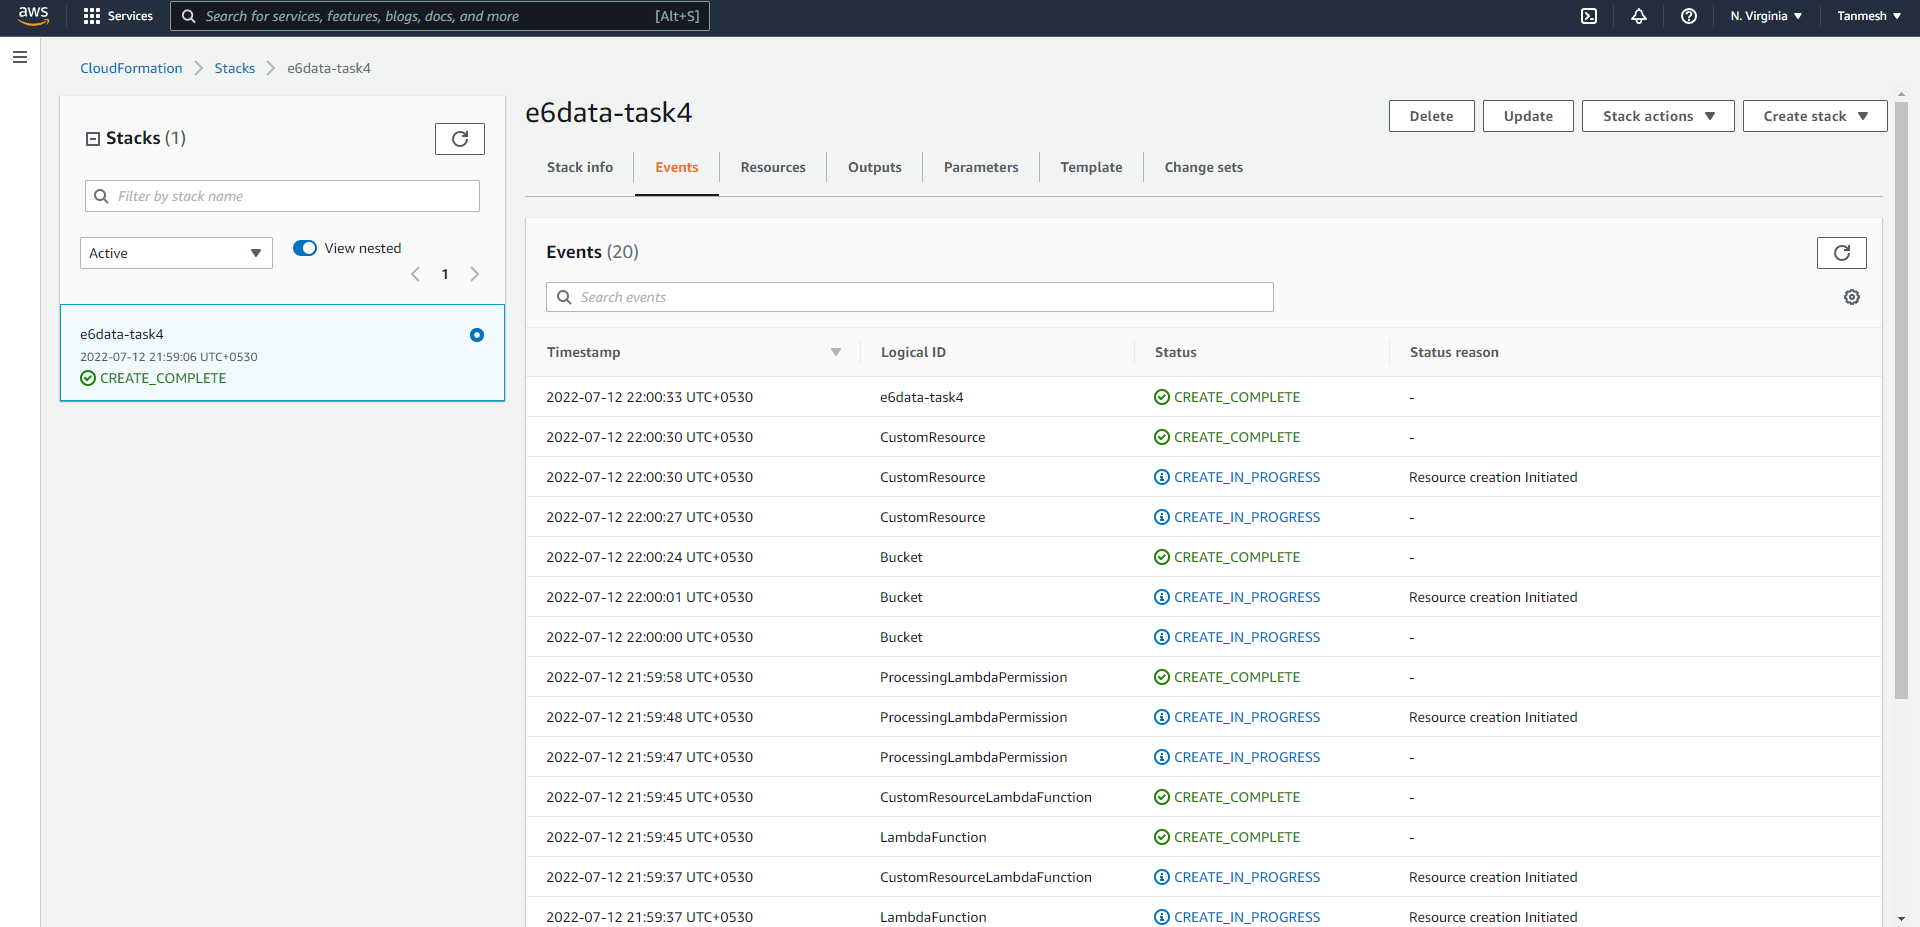 aws Services Search for services, features, blogs, docs, and more [Alt+S] N. Virginia Tanmesh
CloudFormation Stacks e6data-task4
Stacks (1)
Filter by stack name
Active View nested
1
e6data-task4
2022-07-12 21:59:06 UTC+0530
CREATE_COMPLETE
e6data-task4
Delete Update Stack actions Create stack
Stack info Events Resources Outputs Parameters Template Change sets
Events (20)
Search events
Timestamp Logical ID Status Status reason
2022-07-12 22:00:33 UTC+0530 e6data-task4 CREATE_COMPLETE -
2022-07-12 22:00:30 UTC+0530 CustomResource CREATE_COMPLETE -
2022-07-12 22:00:30 UTC+0530 CustomResource CREATE_IN_PROGRESS Resource creation Initiated
2022-07-12 22:00:27 UTC+0530 CustomResource CREATE_IN_PROGRESS -
2022-07-12 22:00:24 UTC+0530 Bucket CREATE_COMPLETE -
2022-07-12 22:00:01 UTC+0530 Bucket CREATE_IN_PROGRESS Resource creation Initiated
2022-07-12 22:00:00 UTC+0530 Bucket CREATE_IN_PROGRESS -
2022-07-12 21:59:58 UTC+0530 ProcessingLambdaPermission CREATE_COMPLETE -
2022-07-12 21:59:48 UTC+0530 ProcessingLambdaPermission CREATE_IN_PROGRESS Resource creation Initiated
2022-07-12 21:59:47 UTC+0530 ProcessingLambdaPermission CREATE_IN_PROGRESS -
2022-07-12 21:59:45 UTC+0530 CustomResourceLambdaFunction CREATE_COMPLETE -
2022-07-12 21:59:45 UTC+0530 LambdaFunction CREATE_COMPLETE -
2022-07-12 21:59:37 UTC+0530 CustomResourceLambdaFunction CREATE_IN_PROGRESS Resource creation Initiated
2022-07-12 21:59:37 UTC+0530 LambdaFunction CREATE_IN_PROGRESS Resource creation Initiated